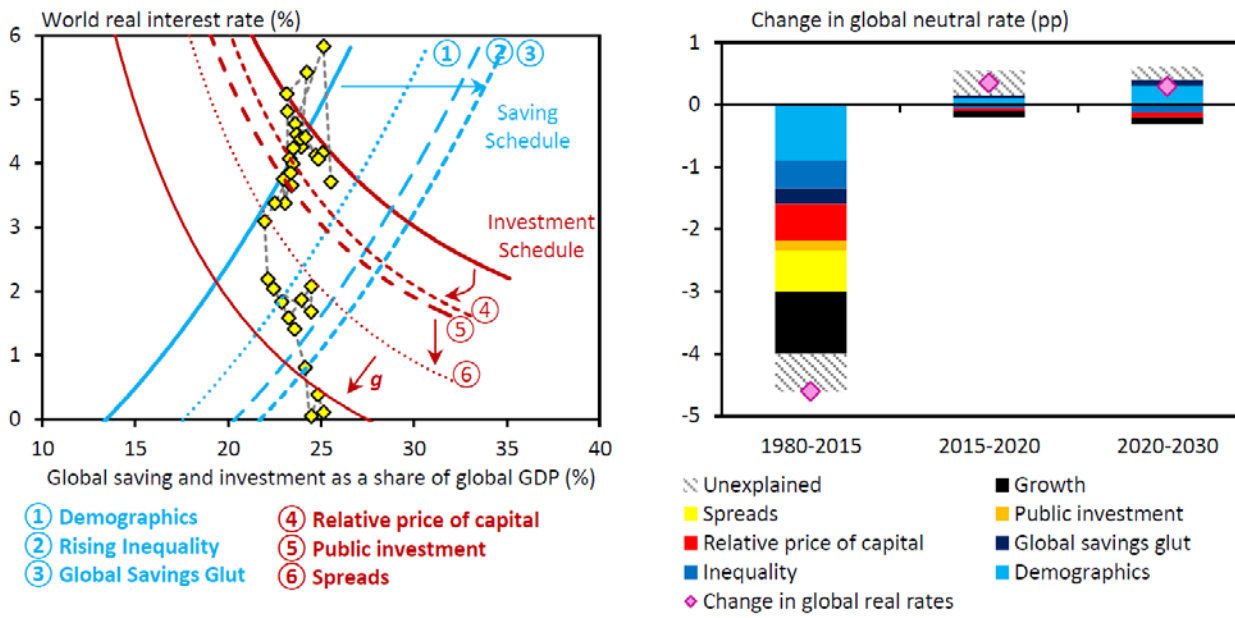 World real interest rate (%)
6
5
4
3
2
1
0
10 15 20 25 30 35 40
① ② ③
Saving
Schedule
Investment
Schedule
④
⑤
⑥
g
Global saving and investment as a share of global GDP (%)
① Demographics
② Rising Inequality
③ Global Savings Glut
④ Relative price of capital
⑤ Public investment
⑥ Spreads
Change in global neutral rate (pp)
1
0
-1
-2
-3
-4
-5
1980-2015 2015-2020 2020-2030
Unexplained
Growth
Spreads
Public investment
Relative price of capital
Global savings glut
Inequality
Demographics
Change in global real rates